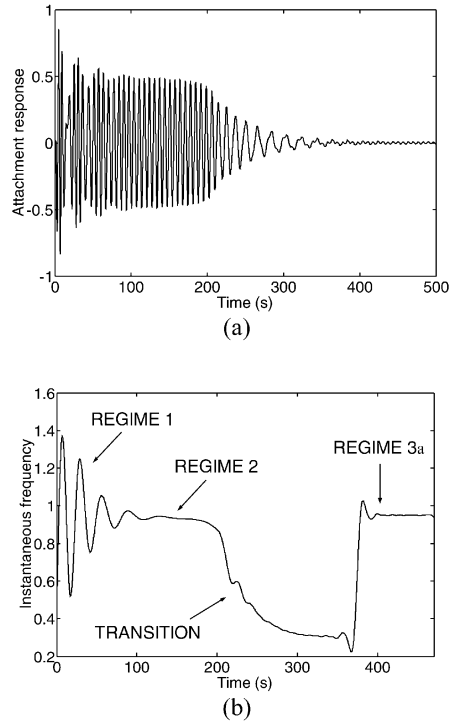 1
0.5
0
-0.5
-1
Attachment response
0 100 200 300 400 500
Time (s)
(a)
1.6
1.4
1.2
1
0.8
0.6
0.4
0.2
Instantaneous frequency
REGIME 1
REGIME 2
REGIME 3a
TRANSITION
0 100 200 300 400
Time (s)
(b)